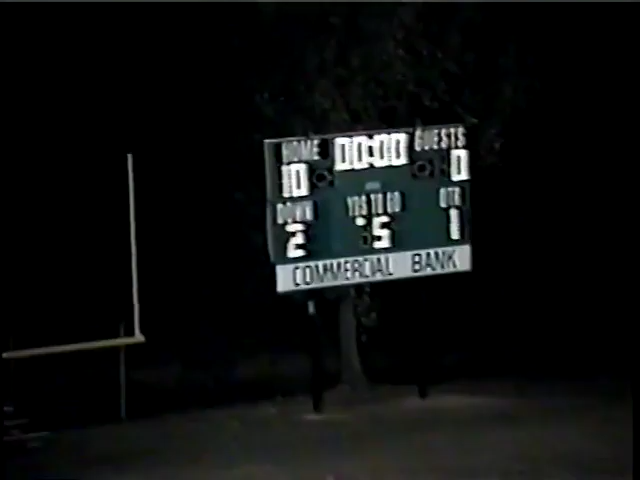 HOME 00:00 GUESTS
10 0
DOWN YDS TO GO QTR
2 5 1
COMMERCIAL BANK